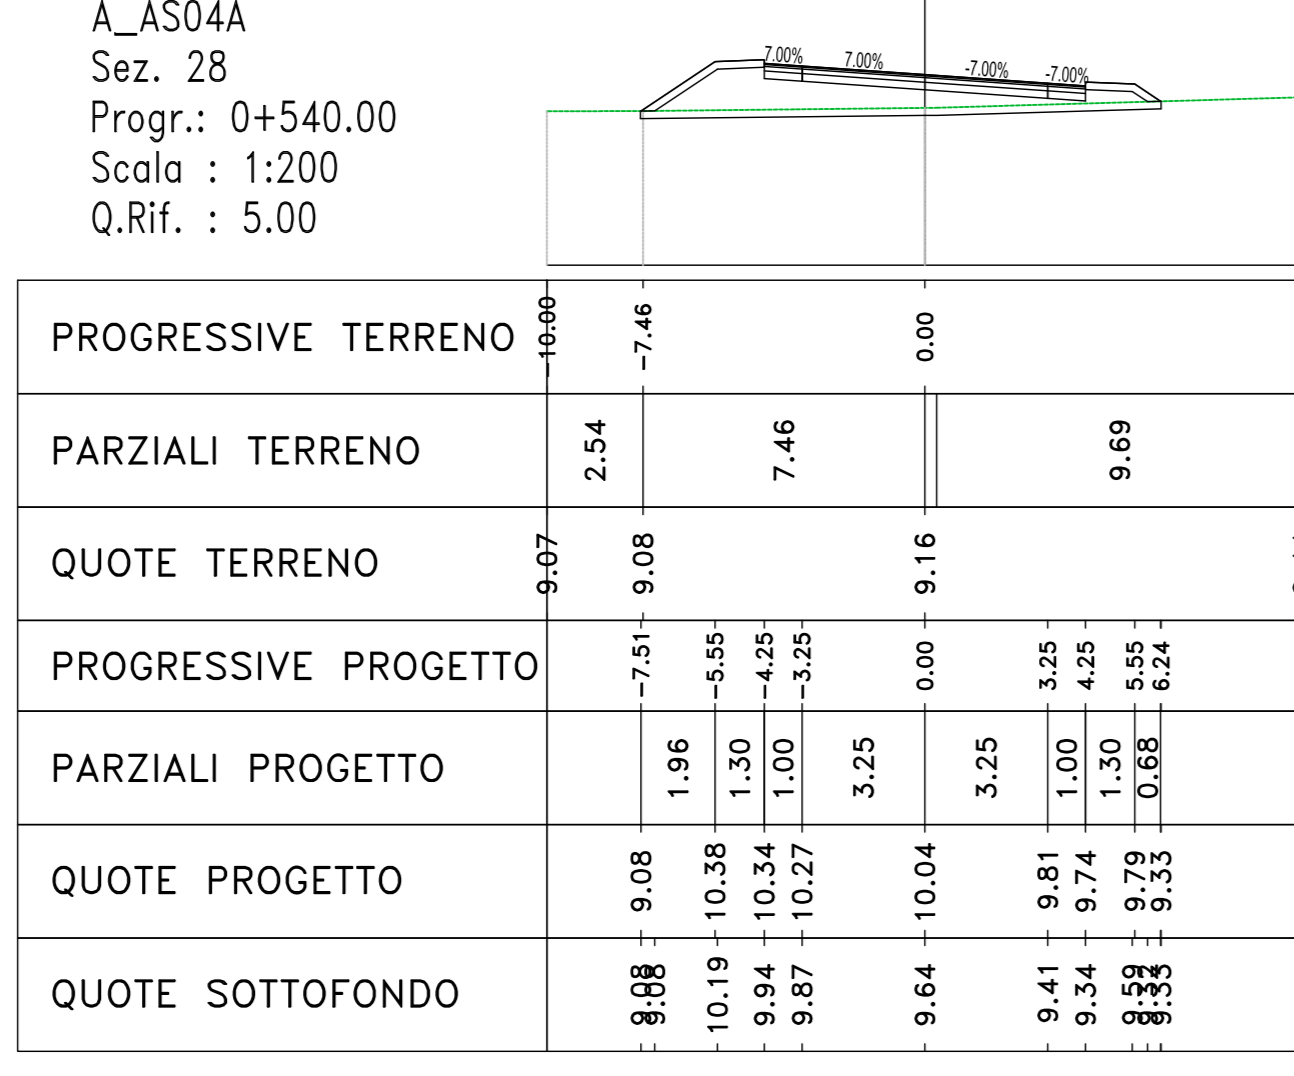 A_AS04A
Sez. 28
Progr.: 0+540.00
Scala : 1:200
Q.Rif. : 5.00
7.00% 7.00% -7.00% -7.00%
PROGRESSIVE TERRENO -10.00 -7.46 0.00
PARZIALI TERRENO 2.54 7.46 9.69
QUOTE TERRENO 9.07 9.08 9.16
PROGRESSIVE PROGETTO -7.51 -5.55 -4.25 -3.25 0.00 3.25 4.25 5.55 6.24
PARZIALI PROGETTO 1.96 1.30 1.00 3.25 3.25 1.00 1.30 0.68
QUOTE PROGETTO 9.08 10.38 10.34 10.27 10.04 9.81 9.74 9.79 9.33
QUOTE SOTTOFONDO 9.08 9.08 10.19 9.94 9.87 9.64 9.41 9.34 9.59 9.33